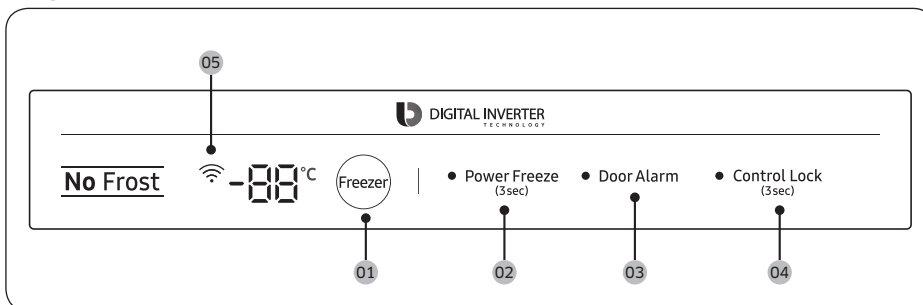 05
DIGITAL INVERTER
TECHNOLOGY
No Frost
-88°C
Freezer
Power Freeze
(3sec)
Door Alarm
Control Lock
(3sec)
01
02
03
04